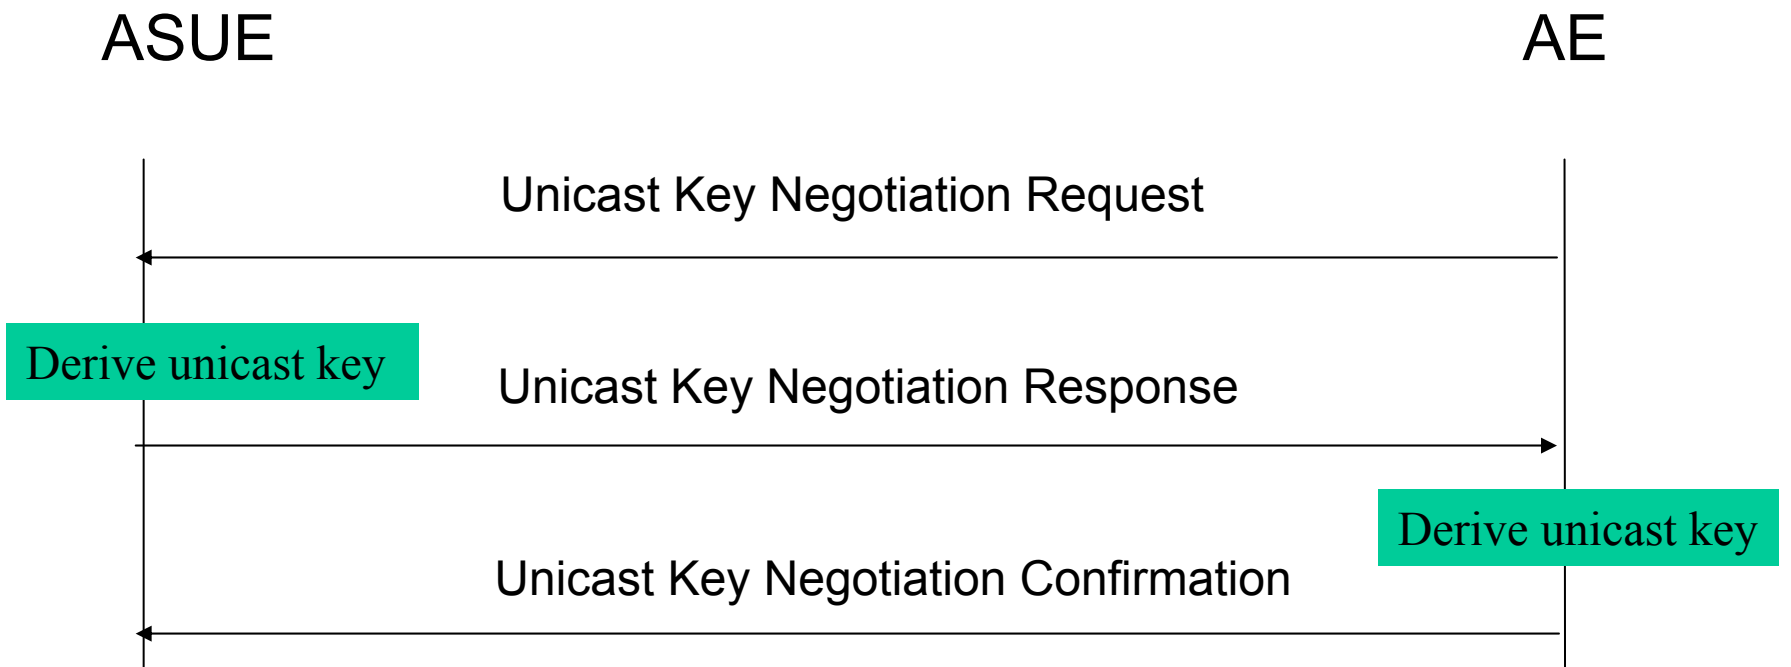 ASUE
AE
Unicast Key Negotiation Request
Derive unicast key
Unicast Key Negotiation Response
Derive unicast key
Unicast Key Negotiation Confirmation